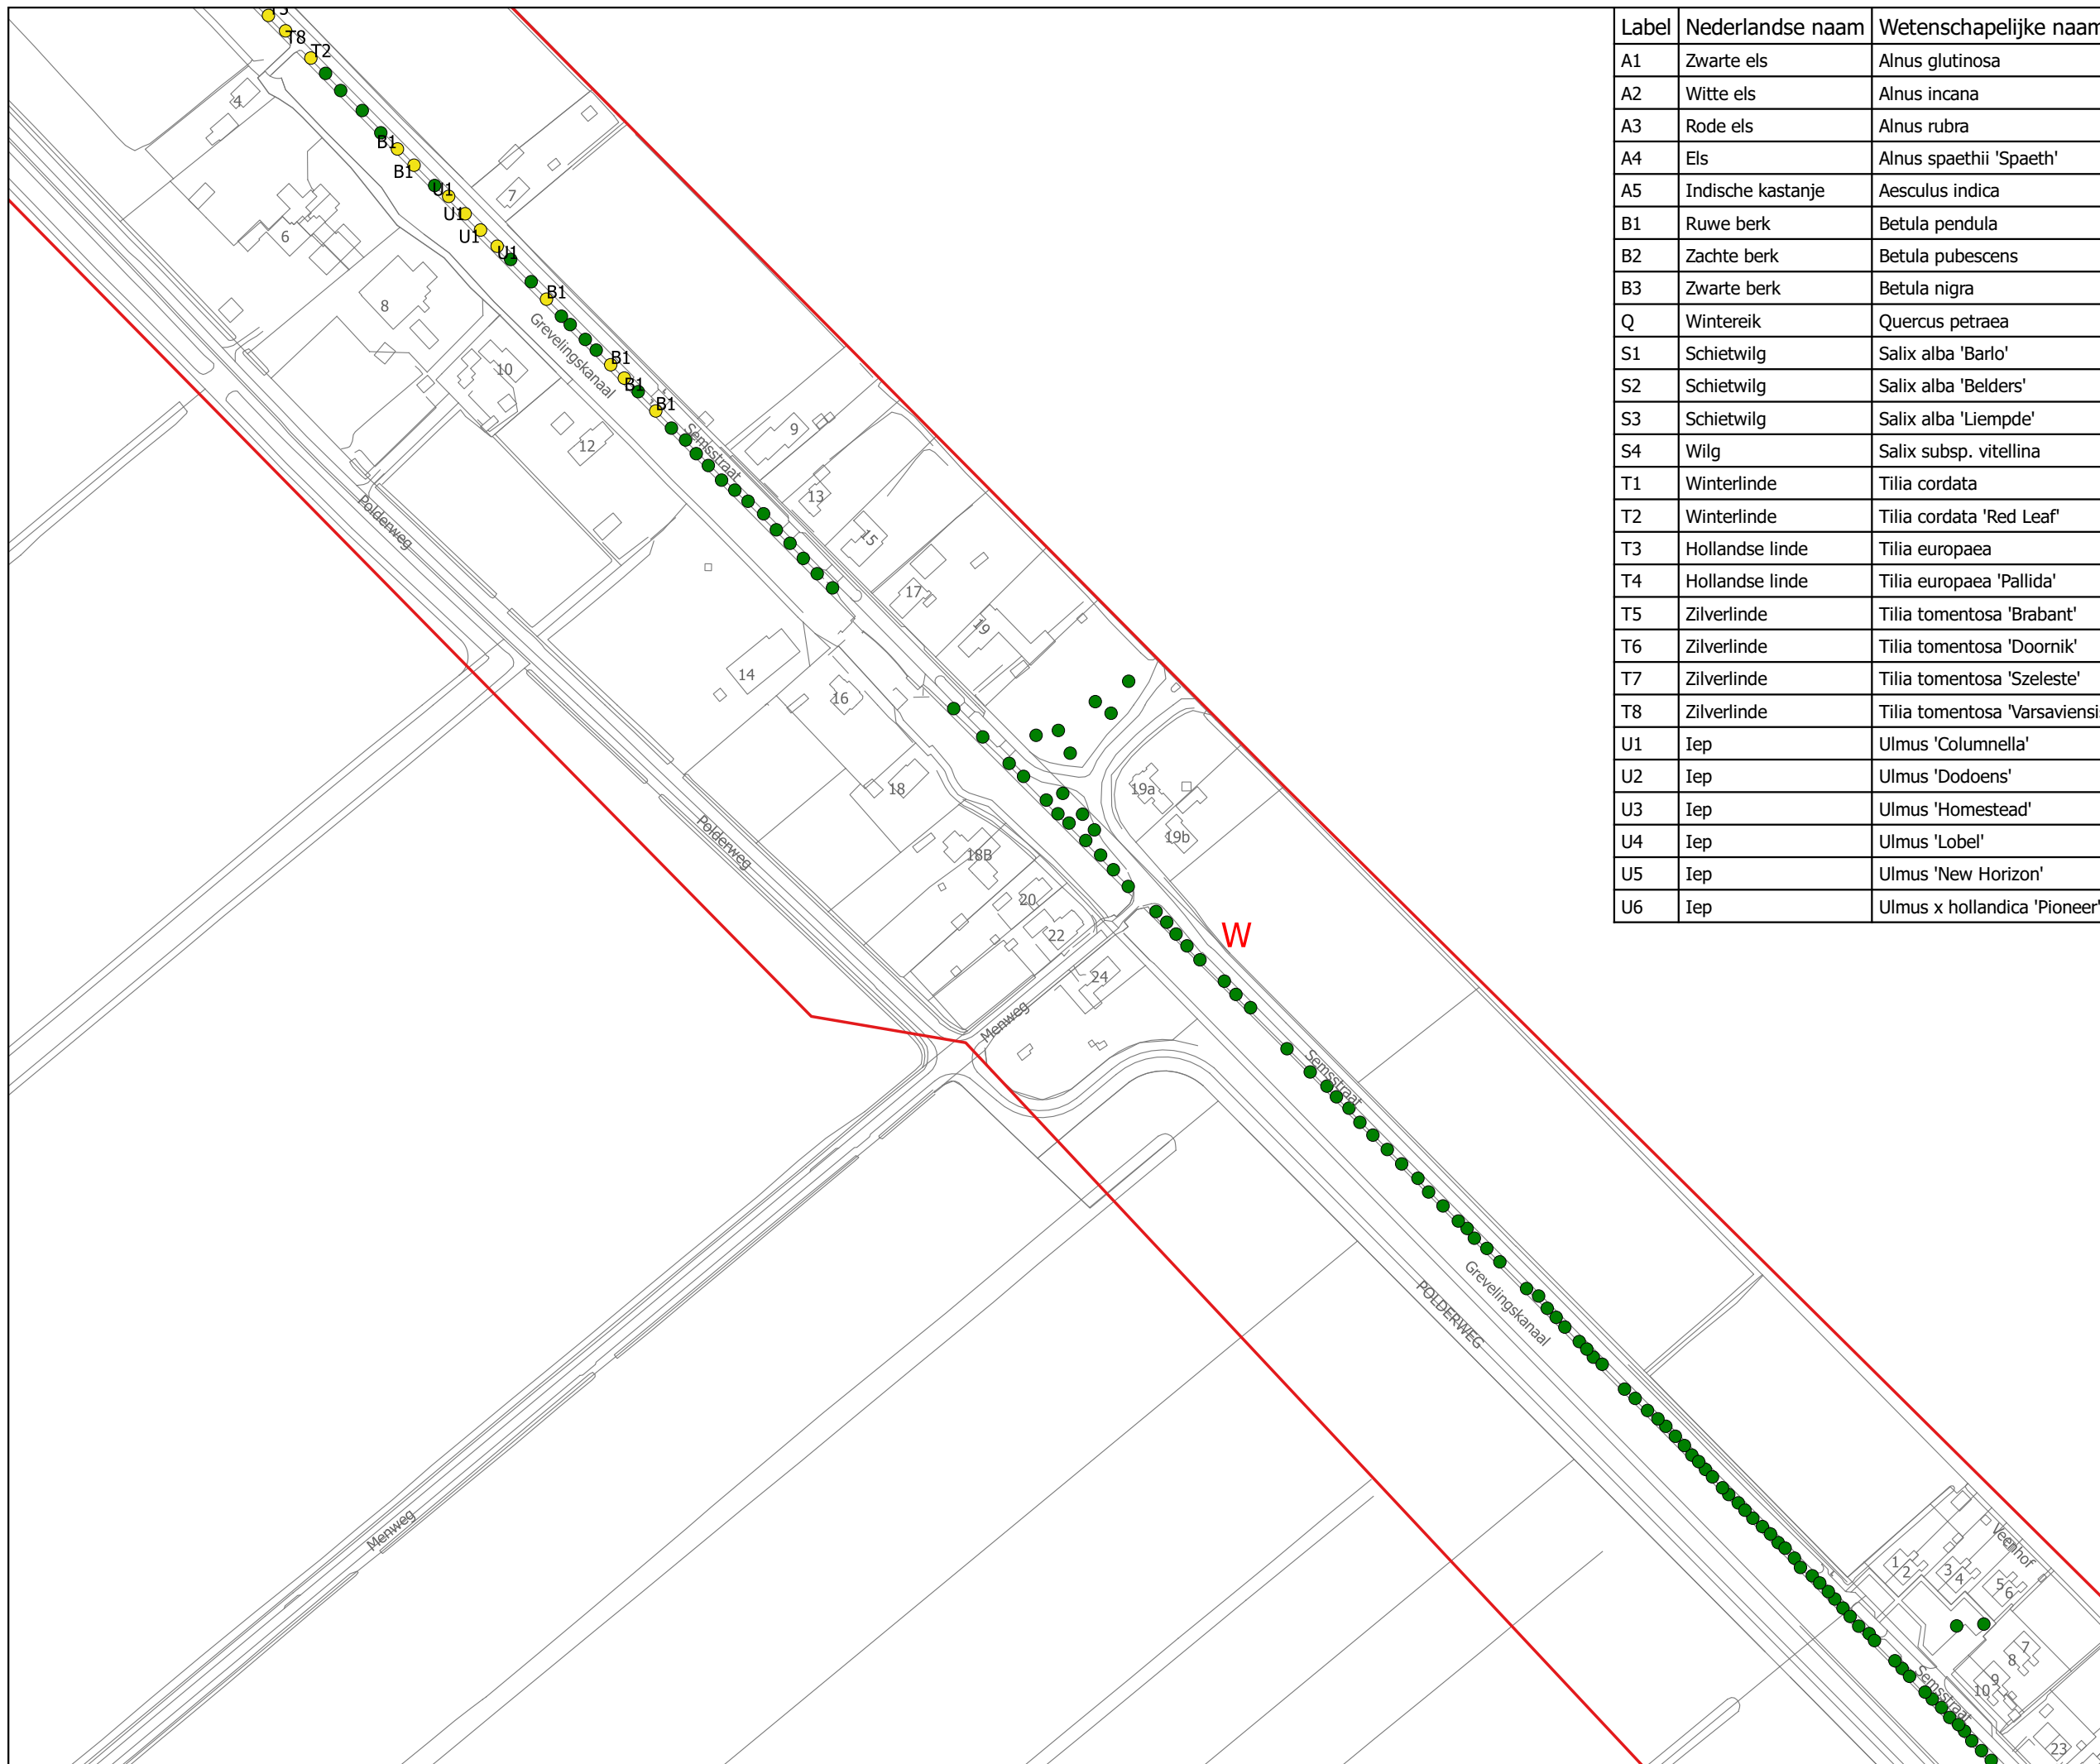 Label Nederlandse naam Wetenschapelijke naam
A1 Zwarte els Alnus glutinosa
A2 Witte els Alnus incana
A3 Rode els Alnus rubra
A4 Els Alnus spaethii 'Spaeth'
A5 Indische kastanje Aesculus indica
B1 Ruwe berk Betula pendula
B2 Zachte berk Betula pubescens
B3 Zwarte berk Betula nigra
Q Wintereik Quercus petraea
S1 Schietwilg Salix alba 'Barlo'
S2 Schietwilg Salix alba 'Belders'
S3 Schietwilg Salix alba 'Liempde'
S4 Wilg Salix subsp. vitellina
T1 Winterlinde Tilia cordata
T2 Winterlinde Tilia cordata 'Red Leaf'
T3 Hollandse linde Tilia europaea
T4 Hollandse linde Tilia europaea 'Pallida'
T5 Zilverlinde Tilia tomentosa 'Brabant'
T6 Zilverlinde Tilia tomentosa 'Doornik'
T7 Zilverlinde Tilia tomentosa 'Szeleste'
T8 Zilverlinde Tilia tomentosa 'Varsaviensi
U1 Iep Ulmus 'Columnella'
U2 Iep Ulmus 'Dodoens'
U3 Iep Ulmus 'Homestead'
U4 Iep Ulmus 'Lobel'
U5 Iep Ulmus 'New Horizon'
U6 Iep Ulmus x hollandica 'Pioneer'
T8
T2
4
B1
B1
7
U1
U1
U1
U1
6
B1
8
Grevelingskanaal
B1
10
B1
B1
9
Semsstraat
12
13
Polderweg
15
17
19
14
16
19a
18
Polderweg
19b
18B
20
22
W
24
Menweg
Semsstraat
Grevelingskanaal
POLDERWEG
Menweg
Veenhof
1
2
3
4
5
6
7
8
9
10
Semsstraat
23